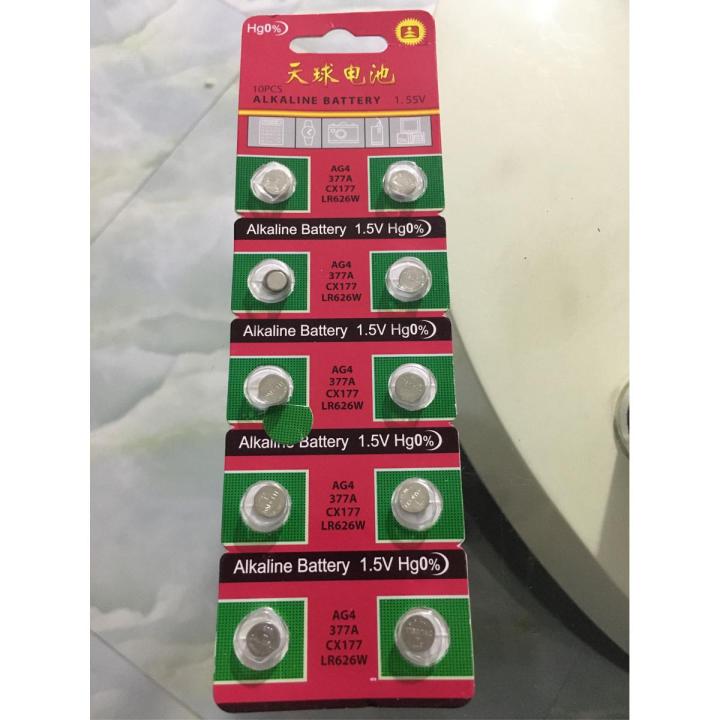 Hg0%
天球电池
10PCS
ALKALINE BATTERY 1.55V
AG4
377A
CX177
LR626W
Alkaline Battery 1.5V Hg0%
AG4
377A
CX177
LR626W
Alkaline Battery 1.5V Hg0%
AG4
377A
CX177
LR626W
Alkaline Battery 1.5V Hg0%
AG4
377A
CX177
LR626W
Alkaline Battery 1.5V Hg0%
AG4
377A
CX177
LR626W